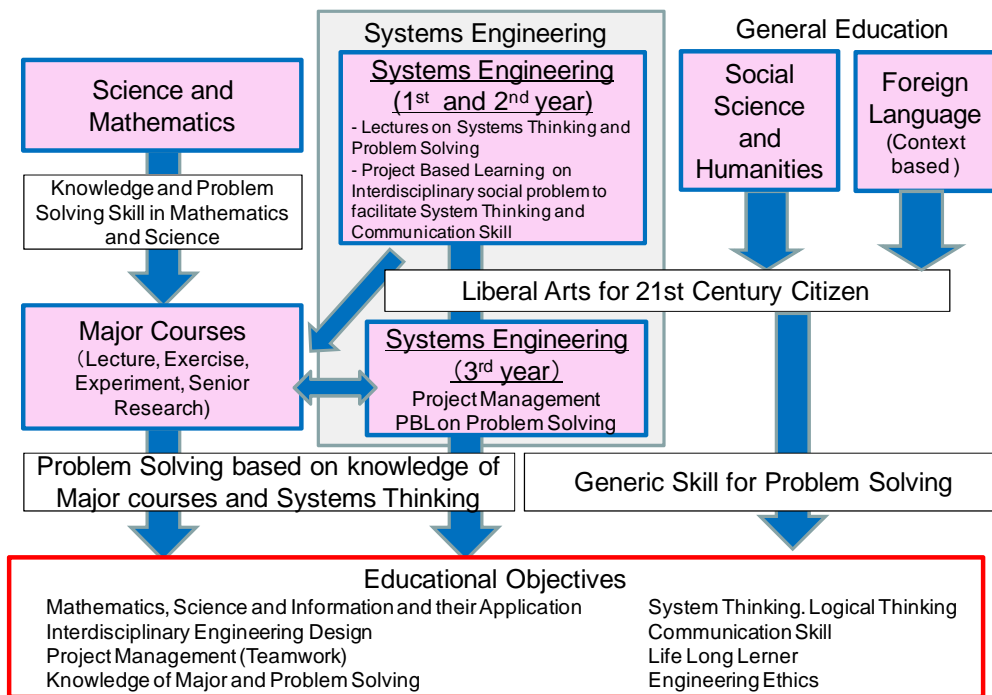 Systems Engineering
General Education
Science and
Mathematics
Systems Engineering
(1st and 2nd year)
- Lectures on Systems Thinking and
Problem Solving
- Project Based Learning on
Interdisciplinary social problem to
facilitate System Thinking and
Communication Skill
Social
Science
and
Humanities
Foreign
Language
(Context
based )
Knowledge and Problem
Solving Skill in Mathematics
and Science
Liberal Arts for 21st Century Citizen
Major Courses
(Lecture, Exercise,
Experiment, Senior
Research)
Systems Engineering
(3rd year)
Project Management
PBL on Problem Solving
Problem Solving based on knowledge of
Major courses and Systems Thinking
Generic Skill for Problem Solving
Educational Objectives
Mathematics, Science and Information and their Application
Interdisciplinary Engineering Design
Project Management (Teamwork)
Knowledge of Major and Problem Solving
System Thinking. Logical Thinking
Communication Skill
Life Long Lerner
Engineering Ethics